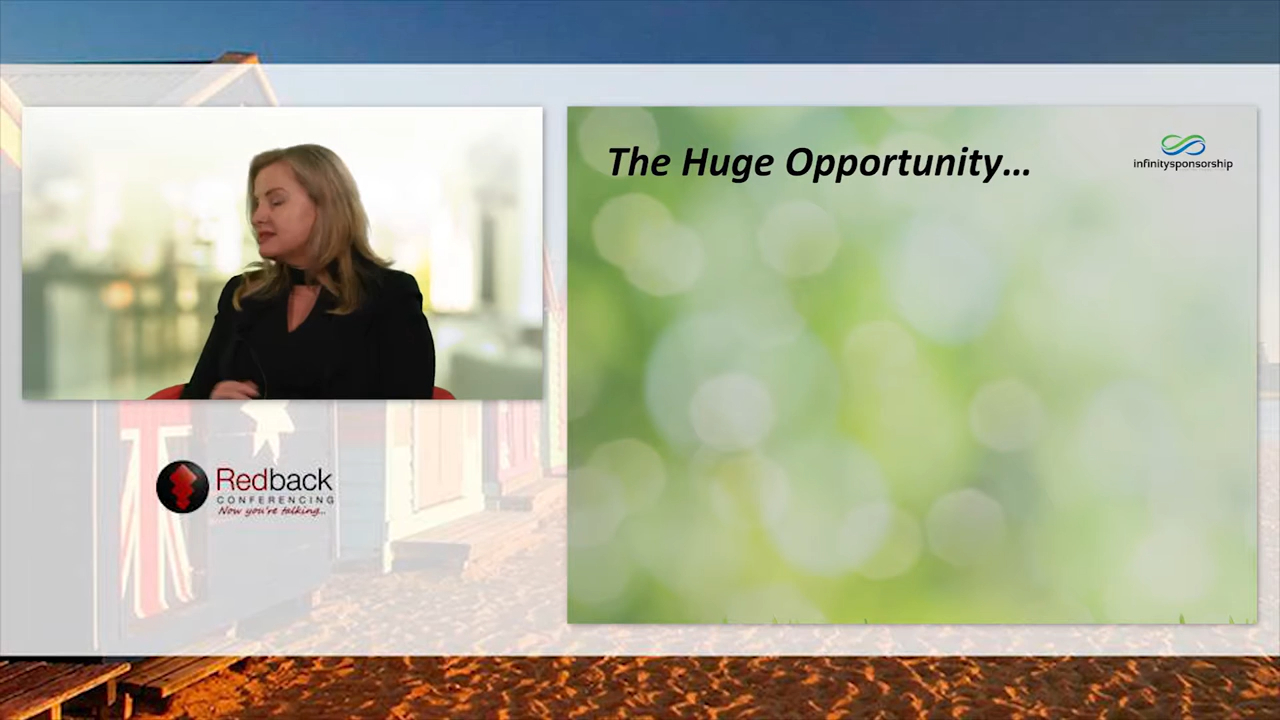 The Huge Opportunity...
infinitysponsorship
Redback
CONFERENCING
Now you're talking..